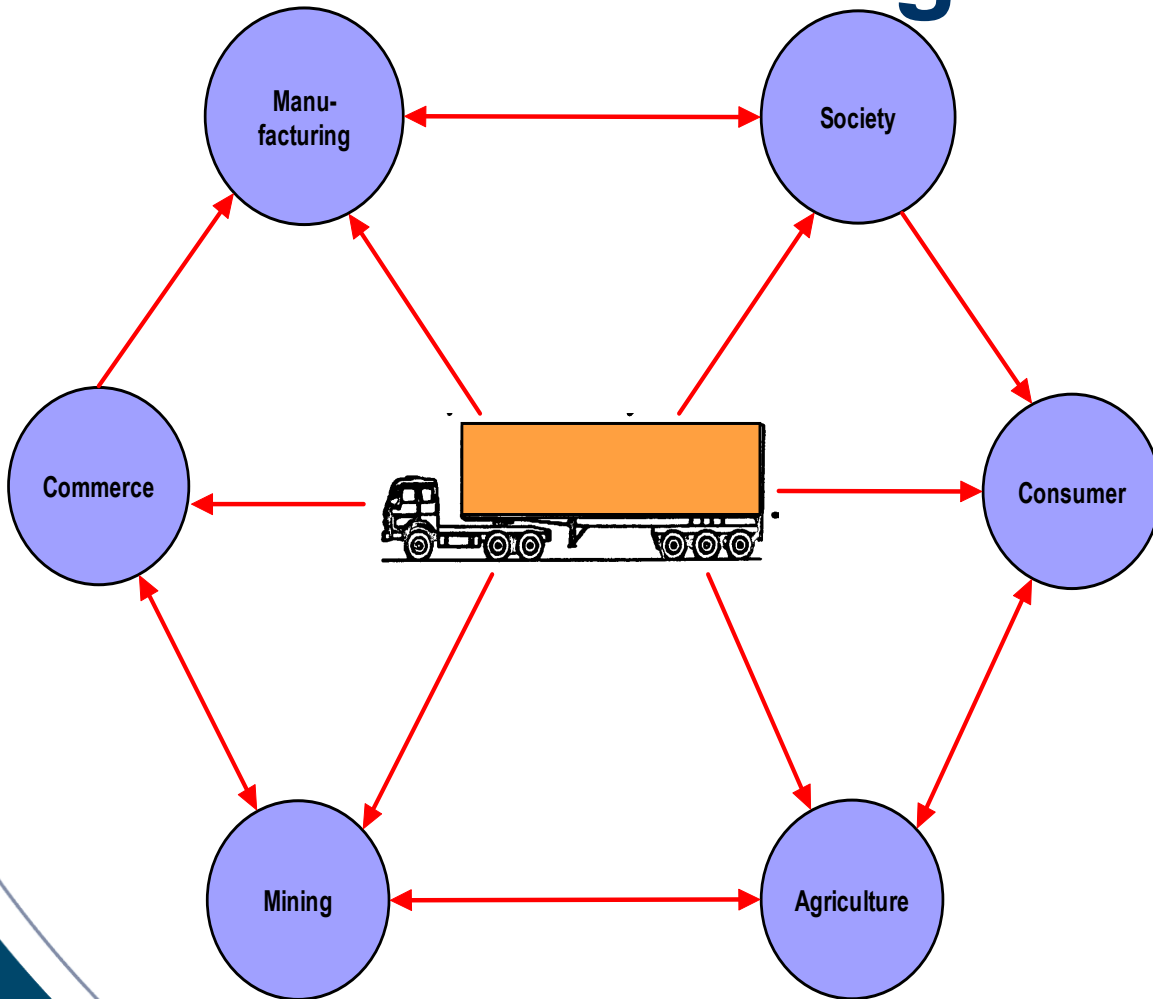 Manu-
facturing
Society
Commerce
Consumer
Mining
Agriculture